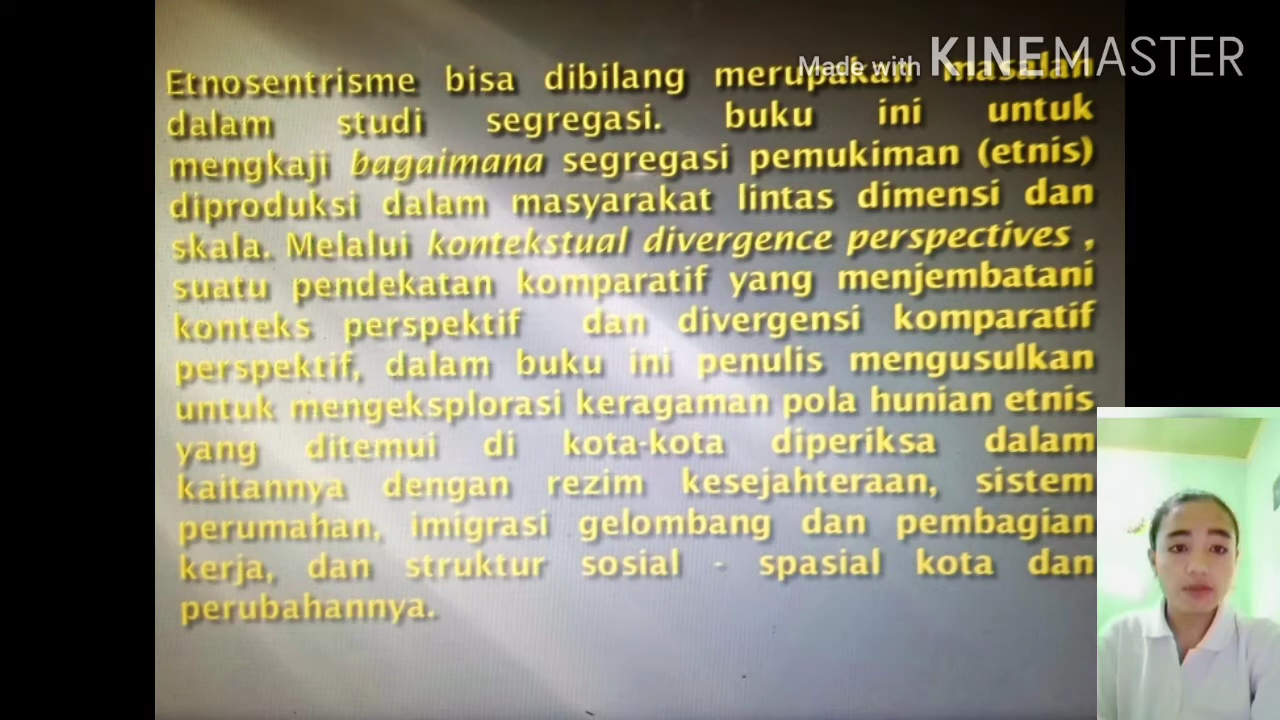 Made with KINEMASTER
Etnosentrisme bisa dibilang merupakan masalah
dalam studi segregasi. buku ini untuk
mengkaji bagaimana segregasi pemukiman (etnis)
diproduksi dalam masyarakat lintas dimensi dan
skala. Melalui kontekstual divergence perspectives ,
suatu pendekatan komparatif yang menjembatani
konteks perspektif dan divergensi komparatif
perspektif, dalam buku ini penulis mengusulkan
untuk mengeksplorasi keragaman pola hunian etnis
yang ditemui di kota-kota diperiksa dalam
kaitannya dengan rezim kesejahteraan, sistem
perumahan, imigrasi gelombang dan pembagian
kerja, dan struktur sosial - spasial kota dan
perubahannya.